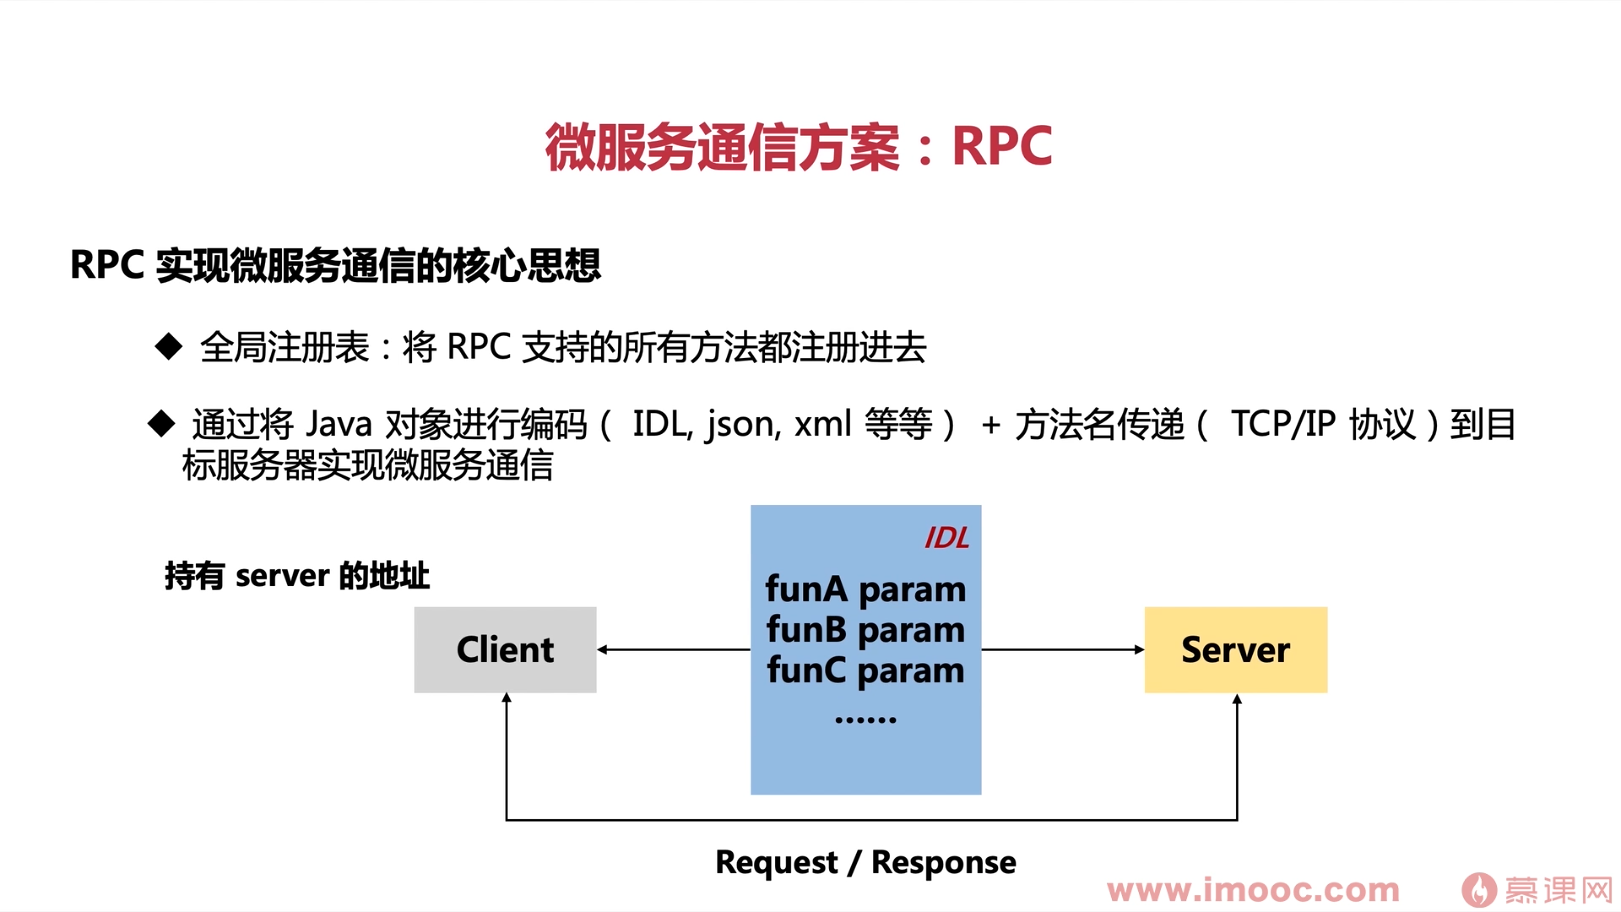 微服务通信方案：RPC
RPC 实现微服务通信的核心思想
◆ 全局注册表：将 RPC 支持的所有方法都注册进去
◆ 通过将 Java 对象进行编码（ IDL, json, xml 等等） + 方法名传递（ TCP/IP 协议）到目
标服务器实现微服务通信
IDL
持有 server 的地址
funA param
funB param
funC param
......
Client
Server
Request / Response
www.imooc.com
慕课网